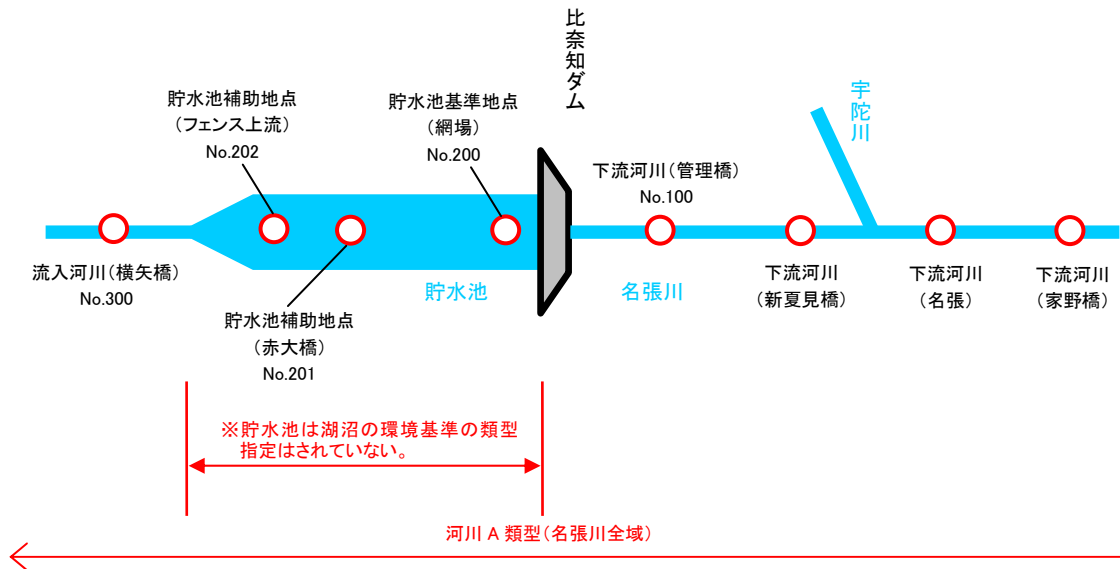 比奈知ダム
宇陀川
貯水池補助地点
（フェンス上流）
No.202
貯水池基準地点
（網場）
No.200
下流河川（管理橋）
No.100
流入河川（横矢橋）
No.300
貯水池補助地点
（赤大橋）
No.201
貯水池
名張川
下流河川
（新夏見橋）
下流河川
（名張）
下流河川
（家野橋）
※貯水池は湖沼の環境基準の類型
指定はされていない。
河川 A 類型（名張川全域）